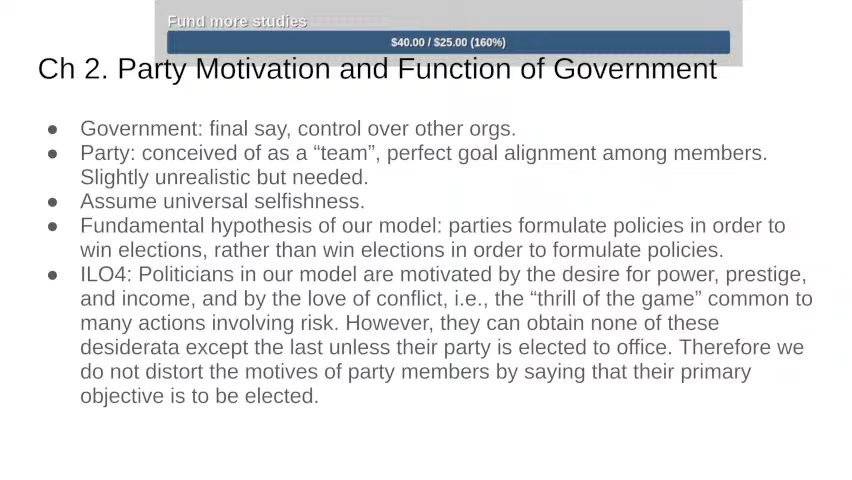 Fund more studies
$40.00 / $25.00 (160%)
Ch 2. Party Motivation and Function of Government
● Government: final say, control over other orgs.
● Party: conceived of as a “team”, perfect goal alignment among members.
Slightly unrealistic but needed.
● Assume universal selfishness.
● Fundamental hypothesis of our model: parties formulate policies in order to
win elections, rather than win elections in order to formulate policies.
● ILO4: Politicians in our model are motivated by the desire for power, prestige,
and income, and by the love of conflict, i.e., the “thrill of the game” common to
many actions involving risk. However, they can obtain none of these
desiderata except the last unless their party is elected to office. Therefore we
do not distort the motives of party members by saying that their primary
objective is to be elected.